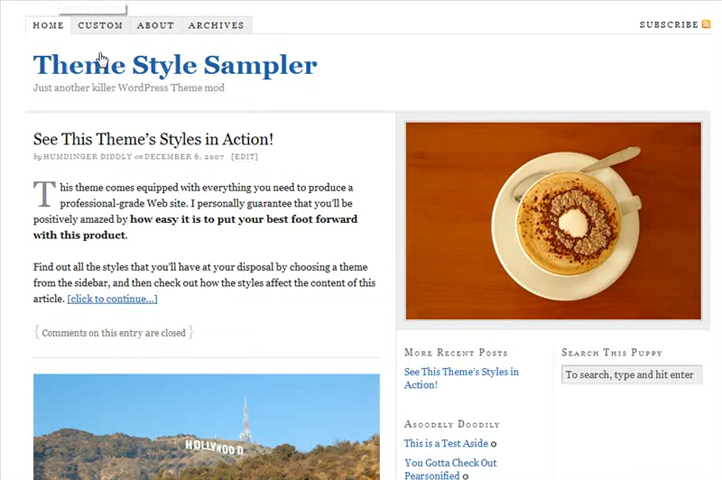 HOME CUSTOM ABOUT ARCHIVES SUBSCRIBE
Theme Style Sampler
Just another killer WordPress Theme mod
See This Theme's Styles in Action!
by HUMDINGER DIDDLY on DECEMBER 6, 2007 [EDIT]
This theme comes equipped with everything you need to produce a
professional-grade Web site. I personally guarantee that you'll be
positively amazed by how easy it is to put your best foot forward
with this product.
Find out all the styles that you'll have at your disposal by choosing a theme
from the sidebar, and then check out how the styles affect the content of this
article. [click to continue…]
{ Comments on this entry are closed }
HOLLYWOOD
More Recent Posts
See This Theme's Styles in
Action!
Asoodely Doodily
This is a Test Aside 0
You Gotta Check Out
Pearsonified 0
Search This Puppy
To search, type and hit enter